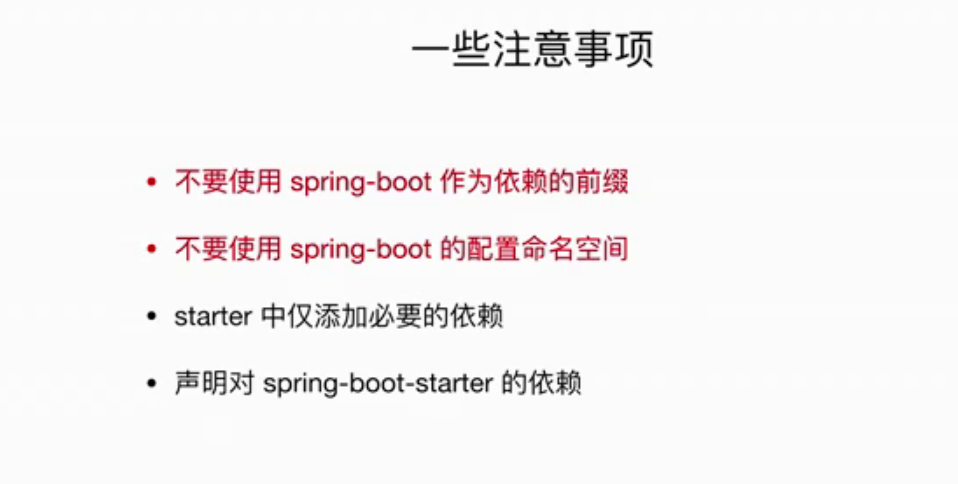 一些注意事项
• 不要使用 spring-boot 作为依赖的前缀
• 不要使用 spring-boot 的配置命名空间
• starter 中仅添加必要的依赖
• 声明对 spring-boot-starter 的依赖